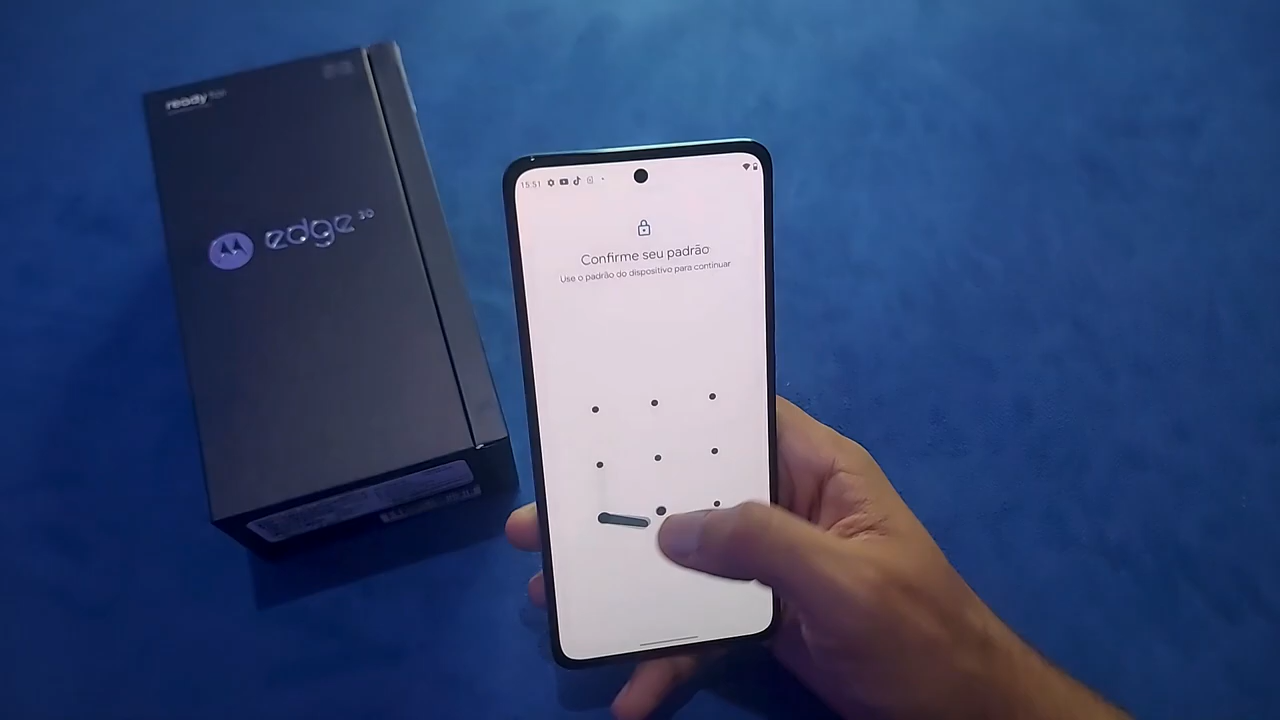 ready for
edge 30
15:51
Confirme seu padrão
Use o padrão do dispositivo para continuar